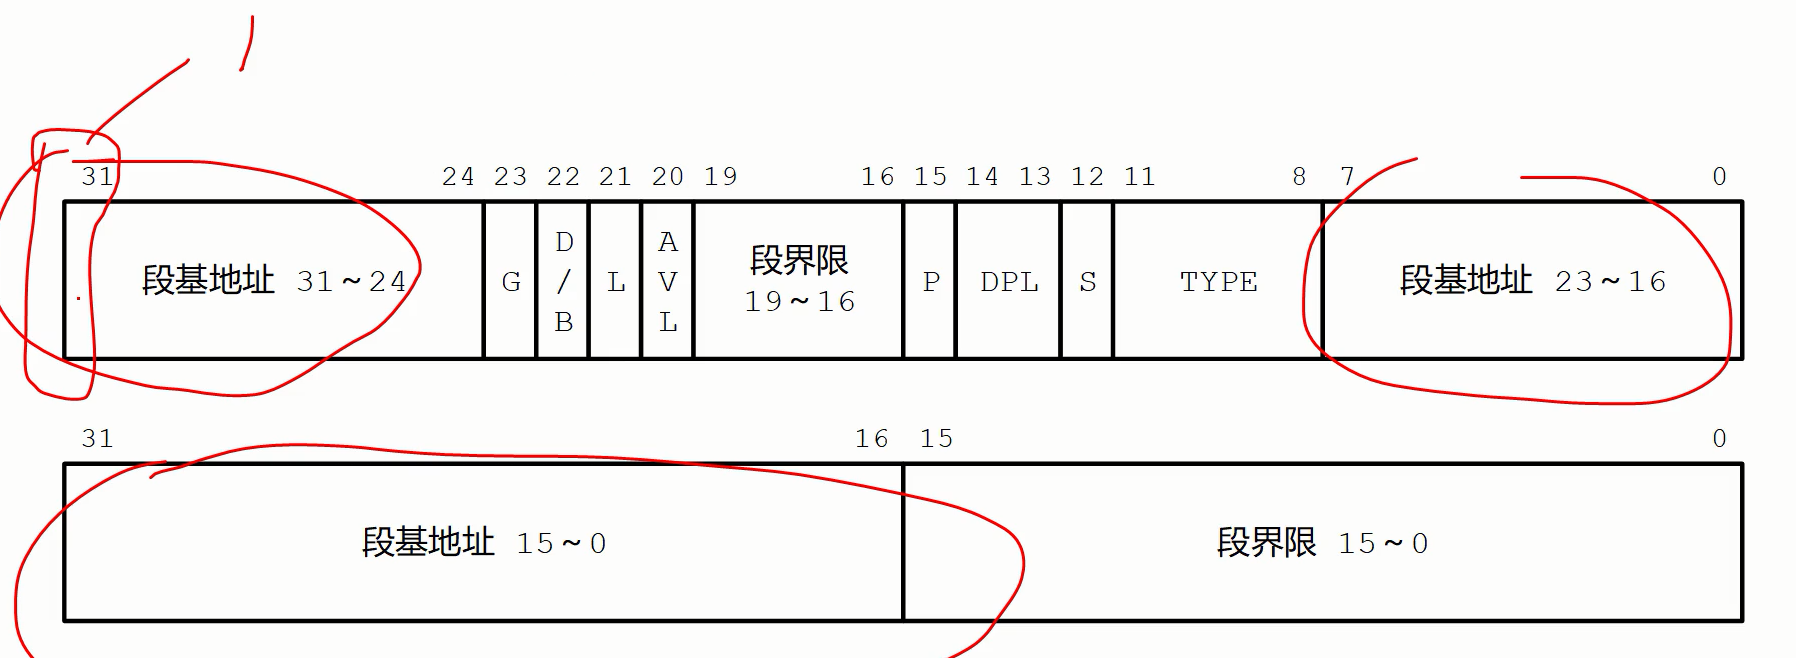 31 24 23 22 21 20 19 16 15 14 13 12 11 8 7 0
段基地址 31~24 G D/B L AVL 段界限 19~16 P DPL S TYPE 段基地址 23~16
31 16 15 0
段基地址 15~0 段界限 15~0